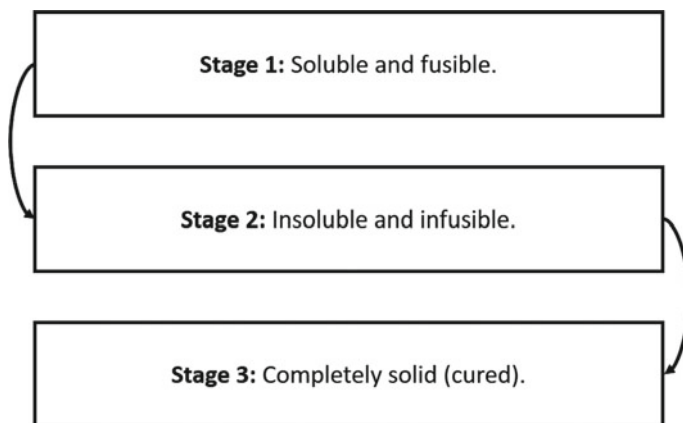 Stage 1: Soluble and fusible.
Stage 2: Insoluble and infusible.
Stage 3: Completely solid (cured).